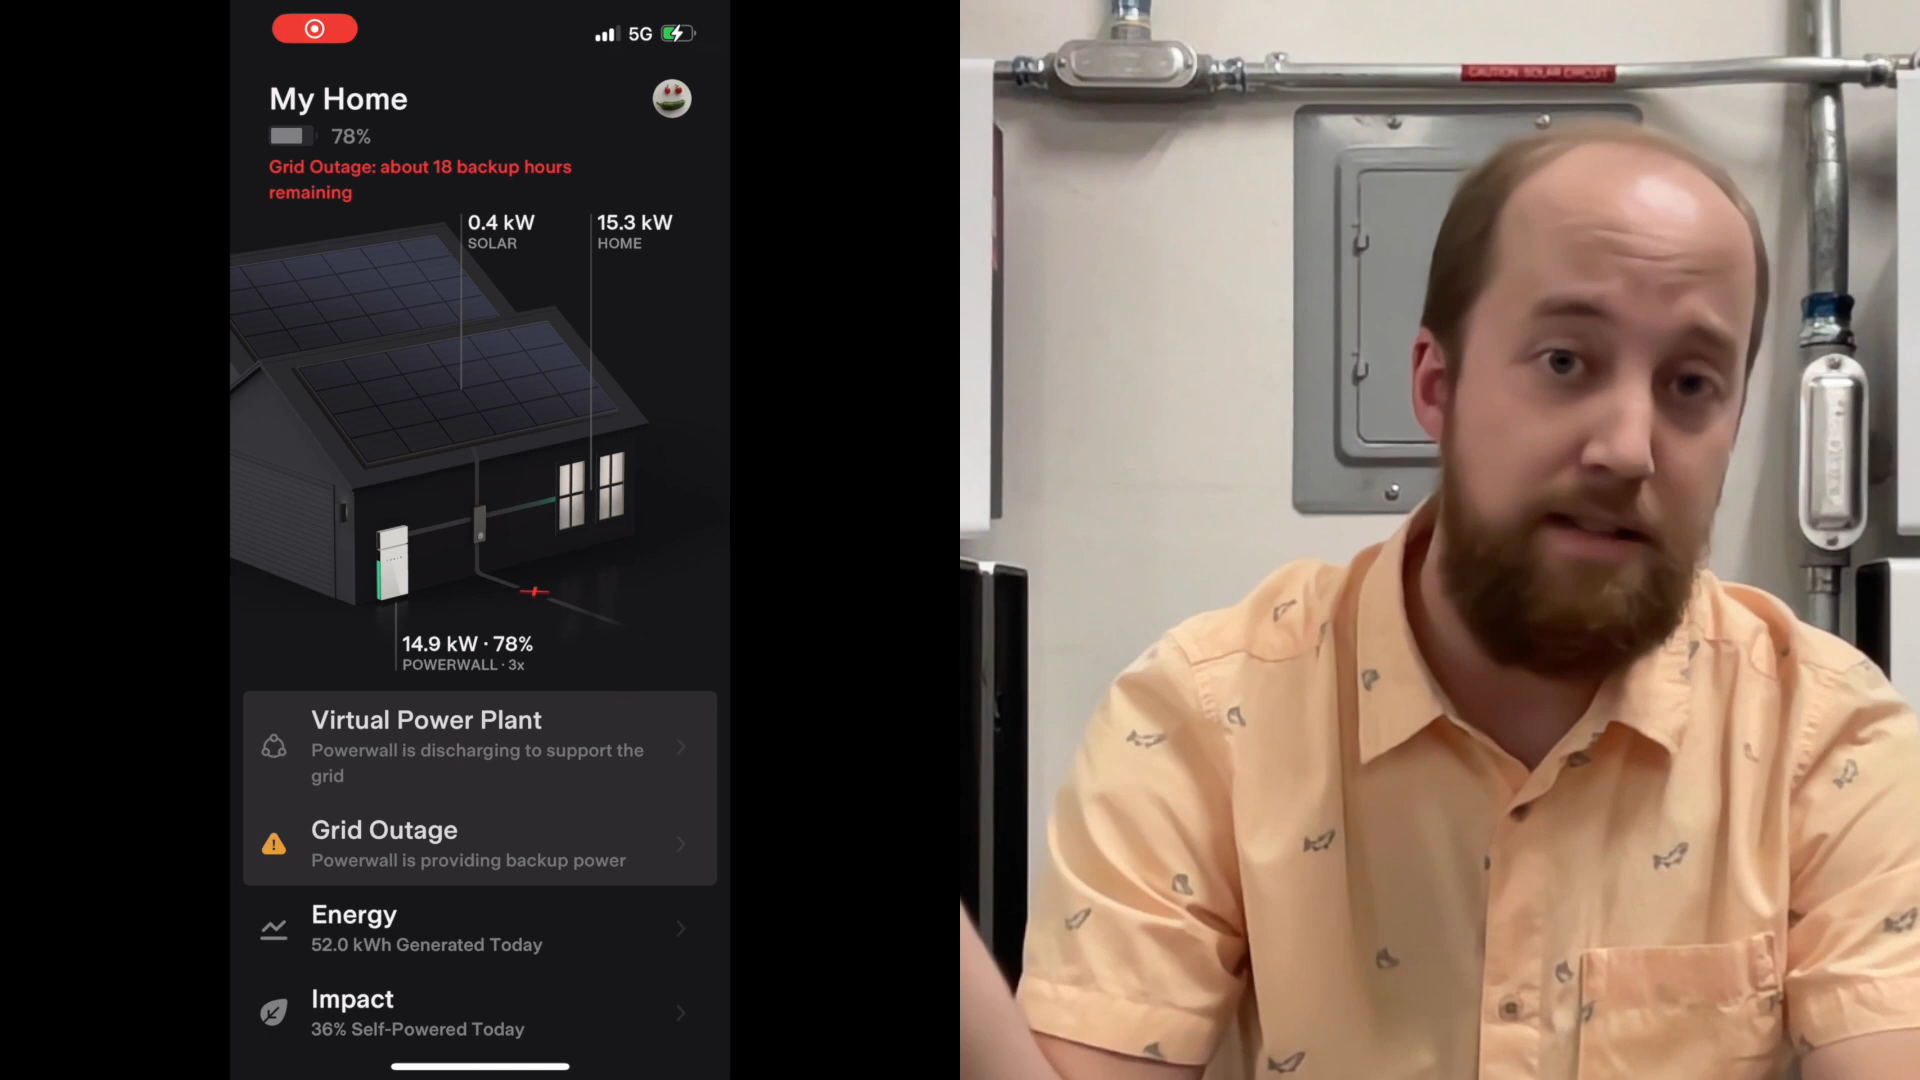 5G
My Home
78%
Grid Outage: about 18 backup hours
remaining
0.4 kW
SOLAR
15.3 kW
HOME
14.9 kW · 78%
POWERWALL · 3x
Virtual Power Plant
Powerwall is discharging to support the
grid
Grid Outage
Powerwall is providing backup power
Energy
52.0 kWh Generated Today
Impact
36% Self-Powered Today
CAUTION: SOLAR CIRCUIT